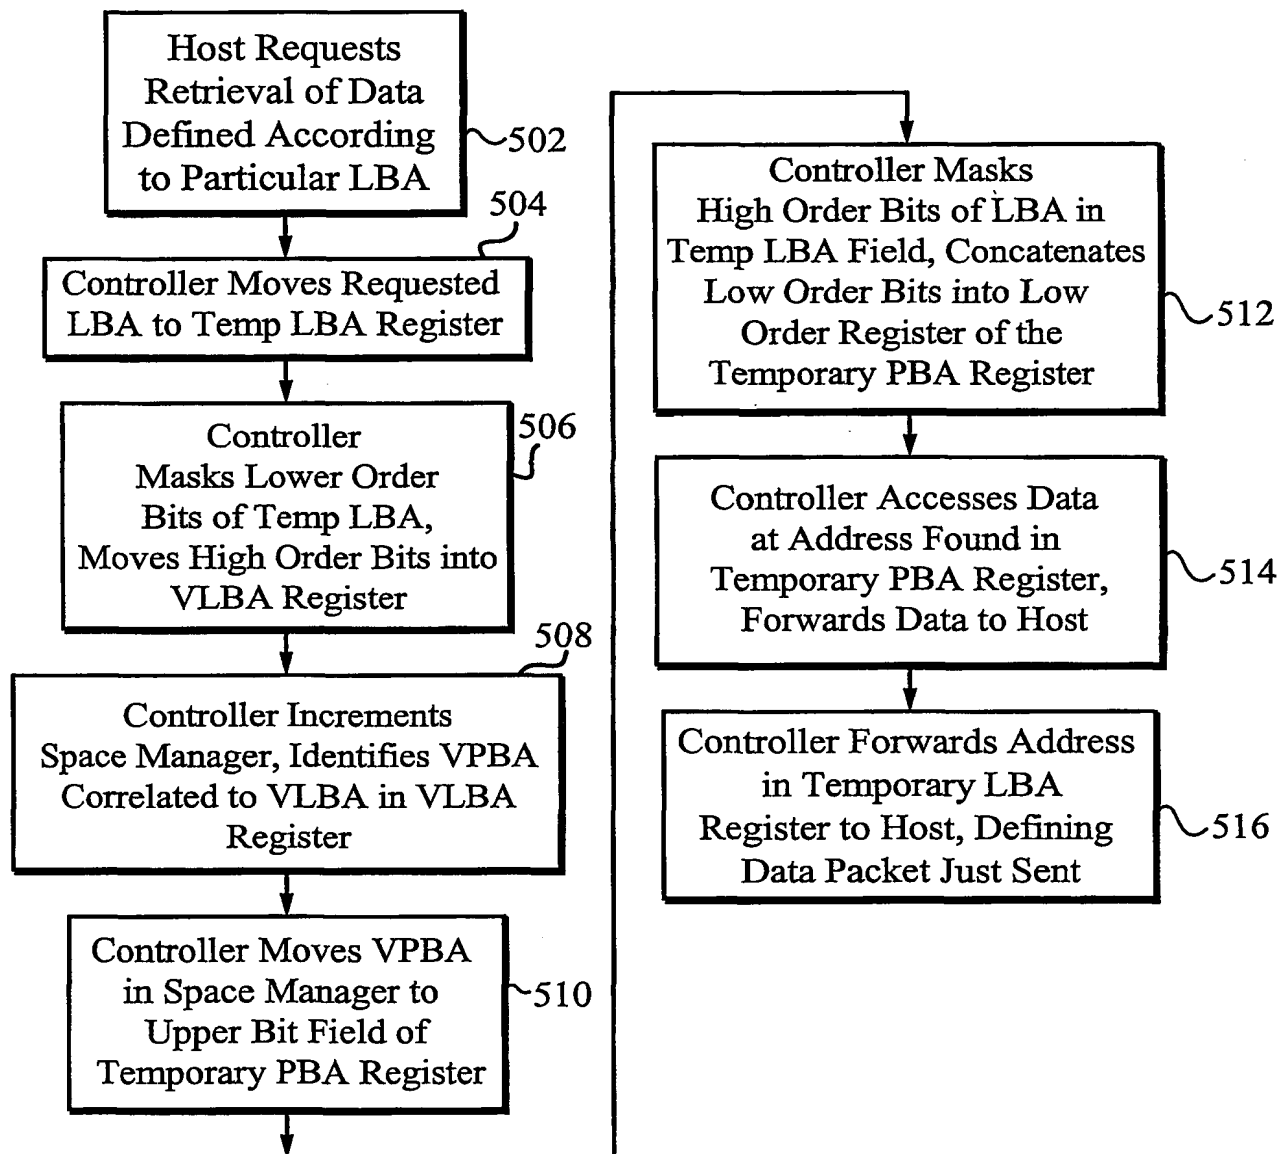 Host Requests
Retrieval of Data
Defined According
to Particular LBA
502
504
Controller Moves Requested
LBA to Temp LBA Register
506
Controller
Masks Lower Order
Bits of Temp LBA,
Moves High Order Bits into
VLBA Register
508
Controller Increments
Space Manager, Identifies VPBA
Correlated to VLBA in VLBA
Register
Controller Moves VPBA
in Space Manager to
Upper Bit Field of
Temporary PBA Register
510
Controller Masks
High Order Bits of LBA in
Temp LBA Field, Concatenates
Low Order Bits into Low
Order Register of the
Temporary PBA Register
512
Controller Accesses Data
at Address Found in
Temporary PBA Register,
Forwards Data to Host
514
Controller Forwards Address
in Temporary LBA
Register to Host, Defining
Data Packet Just Sent
516